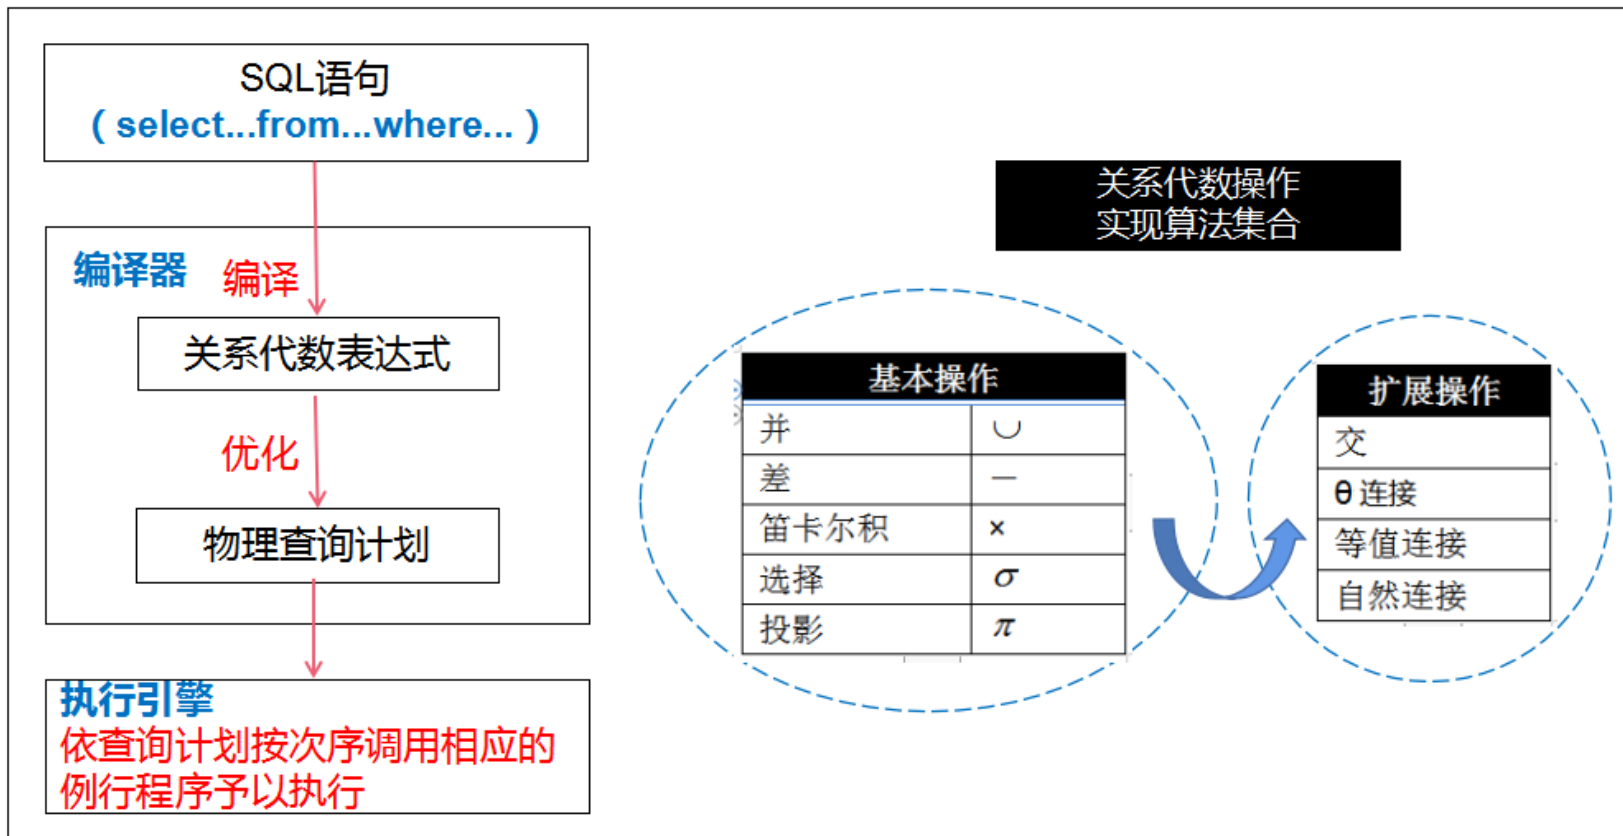 SQL语句
（select...from...where...）
编译器
编译
关系代数表达式
优化
物理查询计划
执行引擎
依查询计划按次序调用相应的
例行程序予以执行
关系代数操作
实现算法集合
基本操作
并 ∪
差 —
笛卡尔积 ×
选择 σ
投影 π
扩展操作
交
θ连接
等值连接
自然连接